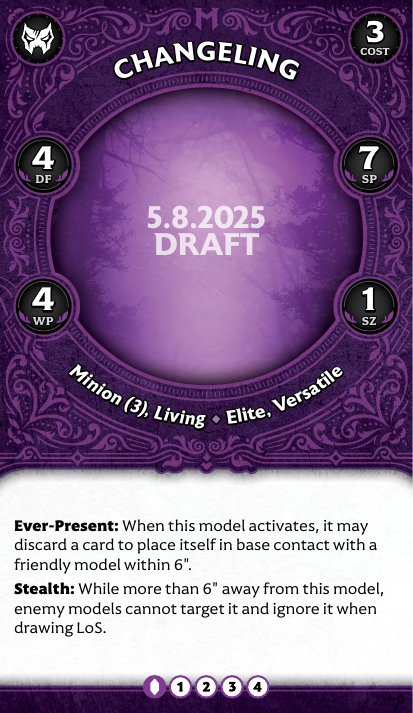 CHANGELING
3
COST
4
DF
7
SP
5.8.2025
DRAFT
4
WP
1
SZ
Minion (3), Living ◆ Elite, Versatile
Ever-Present: When this model activates, it may
discard a card to place itself in base contact with a
friendly model within 6".
Stealth: While more than 6" away from this model,
enemy models cannot target it and ignore it when
drawing LoS.
1 2 3 4